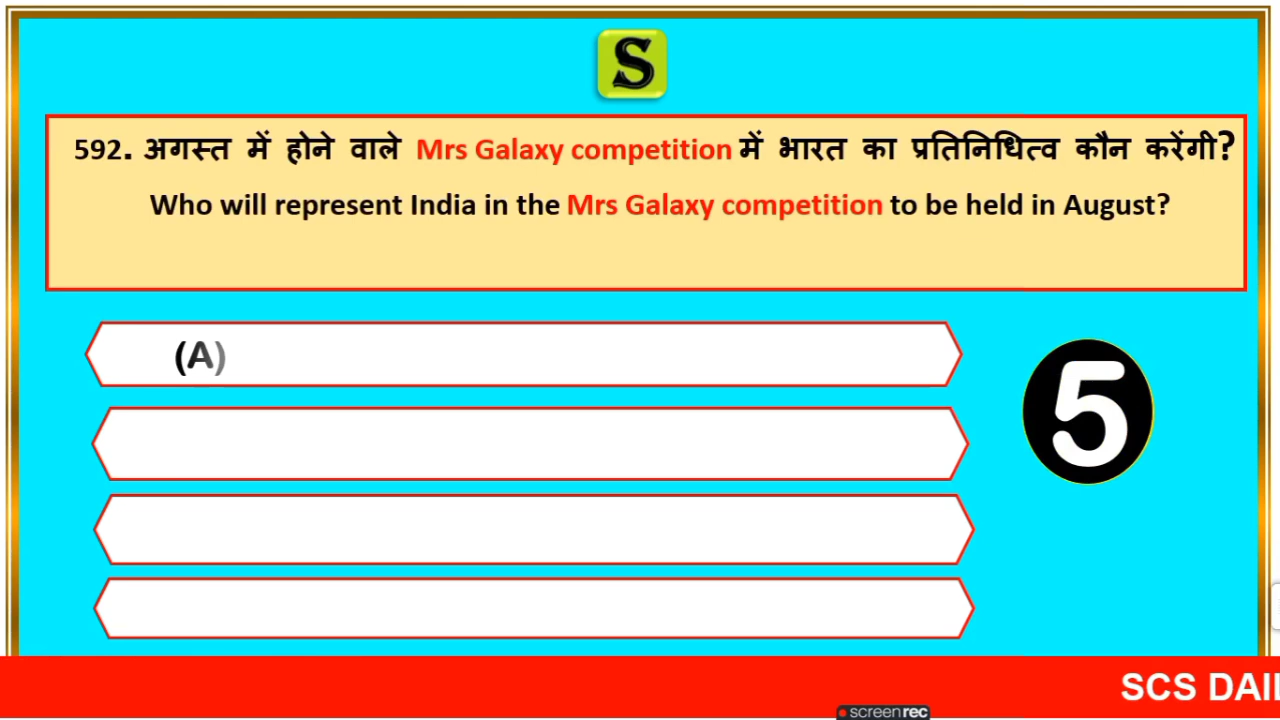 S
592. अगस्त में होने वाले Mrs Galaxy competition में भारत का प्रतिनिधित्व कौन करेंगी?
Who will represent India in the Mrs Galaxy competition to be held in August?
(A)
5
SCS DAI
screenrec